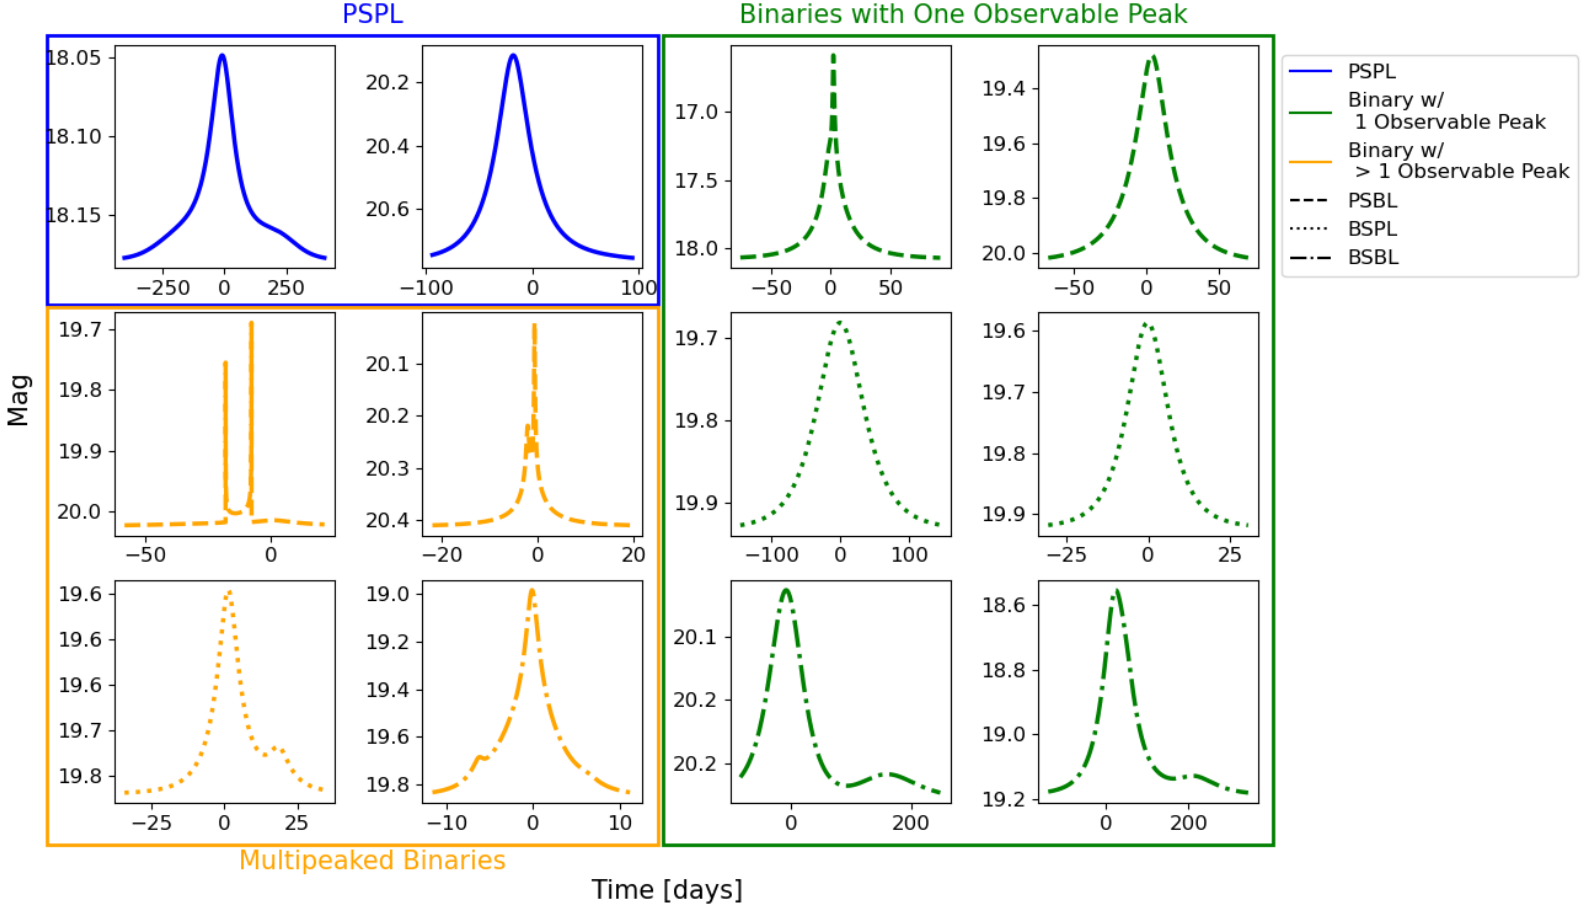 PSPL
Binaries with One Observable Peak
18.05
18.10
18.15
−250 0 250
20.2
20.4
20.6
−100 0 100
17.0
17.5
18.0
−50 0 50
19.4
19.6
19.8
20.0
−50 0 50
PSPL
Binary w/
1 Observable Peak
Binary w/
> 1 Observable Peak
PSBL
BSPL
BSBL
Mag
19.7
19.8
19.9
20.0
−50 0
20.1
20.2
20.3
20.4
−20 0 20
19.7
19.8
19.9
−100 0 100
19.6
19.7
19.8
19.9
−25 0 25
19.6
19.6
19.6
19.7
19.8
−25 0 25
19.0
19.2
19.4
19.6
19.8
−10 0 10
20.1
20.2
20.2
0 200
18.6
18.8
19.0
19.2
0 200
Multipeaked Binaries
Time [days]